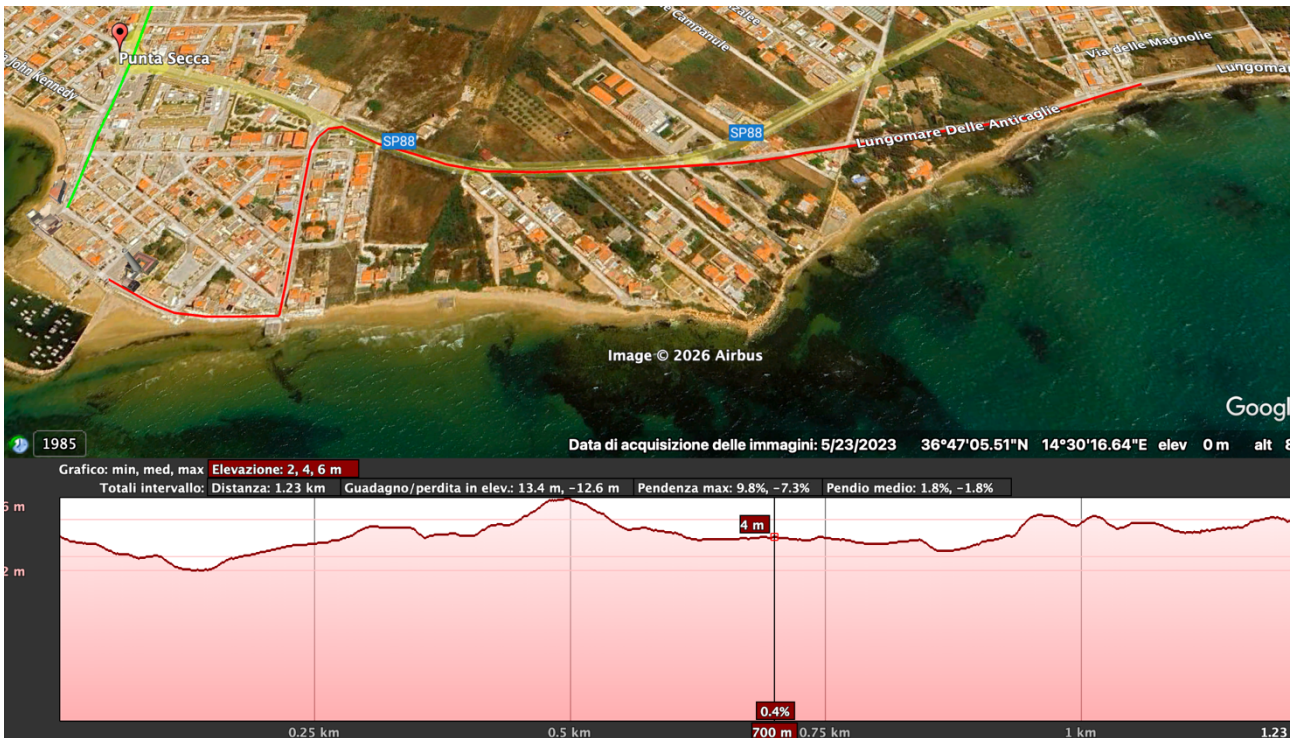 Punta Secca
John Kennedy
Campanule
Via delle Magnolie
SP88
SP88
Lungomare Delle Anticaglie
Image © 2026 Airbus
1985
Data di acquisizione delle immagini: 5/23/2023 36°47'05.51"N 14°30'16.64"E elev 0 m alt
Grafico: min, med, max Elevazione: 2, 4, 6 m
Totali intervallo: Distanza: 1.23 km Guadagno/perdita in elev.: 13.4 m, -12.6 m Pendenza max: 9.8%, -7.3% Pendio medio: 1.8%, -1.8%
4 m
2 m
0.4%
0.25 km 0.5 km 700 m 0.75 km 1 km 1.23